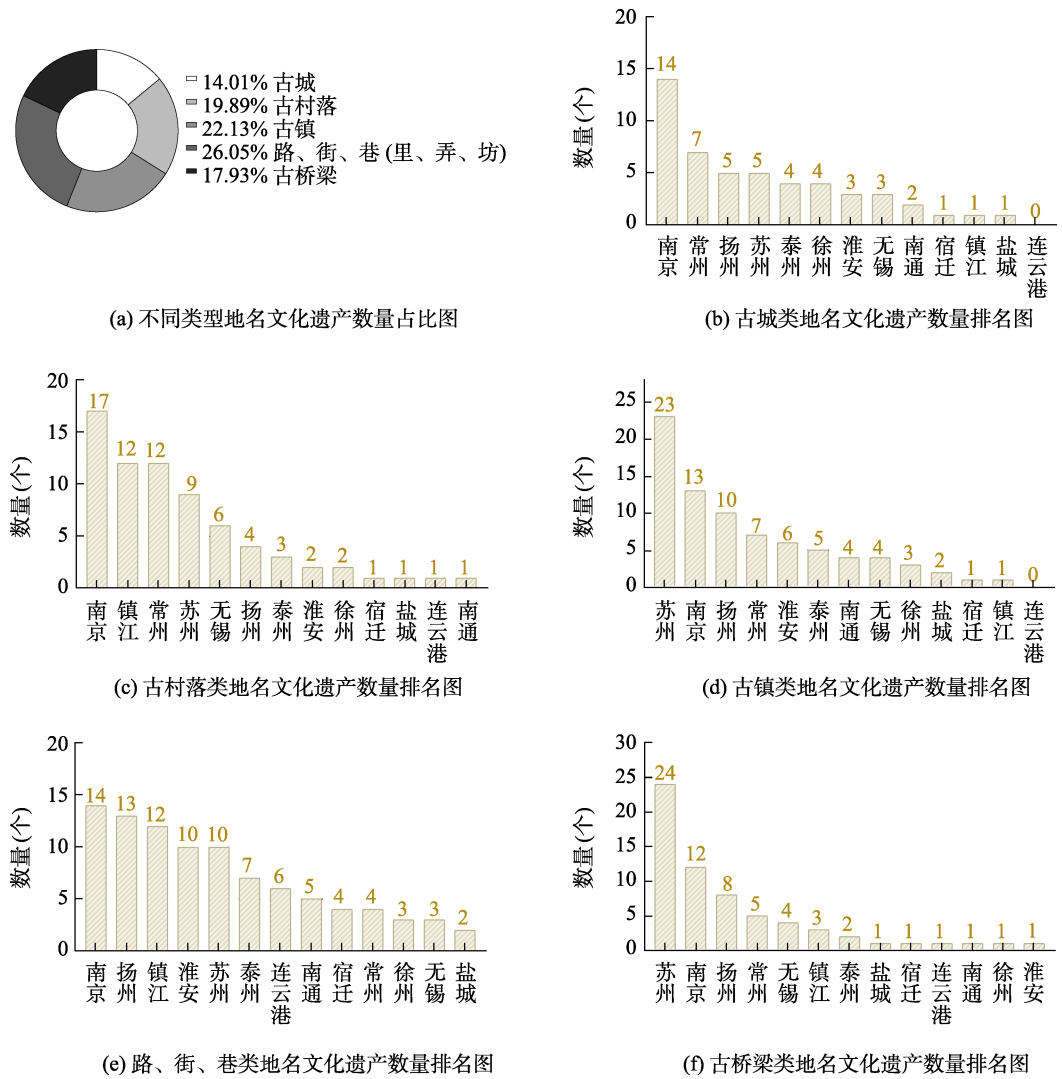 14.01% 古城
19.89% 古村落
22.13% 古镇
26.05% 路、街、巷 (里、弄、坊)
17.93% 古桥梁
(a) 不同类型地名文化遗产数量占比图
数量(个)
20
15
10
5
0
14 7 5 5 4 4 3 3 2 1 1 1 0
南京 常州 扬州 苏州 泰州 徐州 淮安 无锡 南通 宿迁 镇江 盐城 连云港
(b) 古城类地名文化遗产数量排名图
数量(个)
20
15
10
5
0
17 12 12 9 6 4 3 2 2 1 1 1 1
南京 镇江 常州 苏州 无锡 扬州 泰州 淮安 徐州 宿迁 盐城 连云港 南通
(c) 古村落类地名文化遗产数量排名图
数量(个)
25
20
15
10
5
0
23 13 10 7 6 5 4 4 3 2 1 1 0
苏州 南京 扬州 常州 淮安 泰州 南通 无锡 徐州 盐城 宿迁 镇江 连云港
(d) 古镇类地名文化遗产数量排名图
数量(个)
20
15
10
5
0
14 13 12 10 10 7 6 5 4 4 3 3 2
南京 扬州 镇江 淮安 苏州 泰州 连云港 南通 宿迁 常州 徐州 无锡 盐城
(e) 路、街、巷类地名文化遗产数量排名图
数量(个)
30
25
20
15
10
5
0
24 12 8 5 4 3 2 1 1 1 1 1 1
苏州 南京 扬州 常州 无锡 镇江 泰州 盐城 宿迁 连云港 南通 徐州 淮安
(f) 古桥梁类地名文化遗产数量排名图